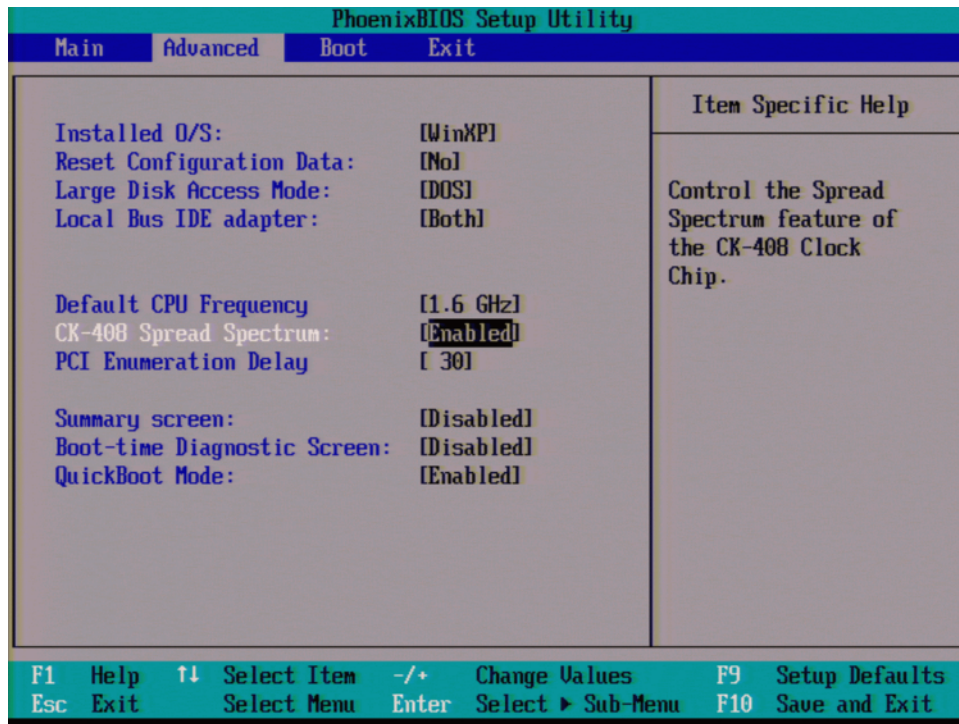 PhoenixBIOS Setup Utility
Main Advanced Boot Exit
Item Specific Help
Installed O/S: [WinXP]
Reset Configuration Data: [No]
Large Disk Access Mode: [DOS]
Local Bus IDE adapter: [Both]
Default CPU Frequency [1.6 GHz]
CK-408 Spread Spectrum: [Enabled]
PCI Enumeration Delay [ 30]
Summary screen: [Disabled]
Boot-time Diagnostic Screen: [Disabled]
QuickBoot Mode: [Enabled]
Control the Spread
Spectrum feature of
the CK-408 Clock
Chip.
F1 Help ↑↓ Select Item -/+ Change Values F9 Setup Defaults
Esc Exit Select Menu Enter Select ▶ Sub-Menu F10 Save and Exit